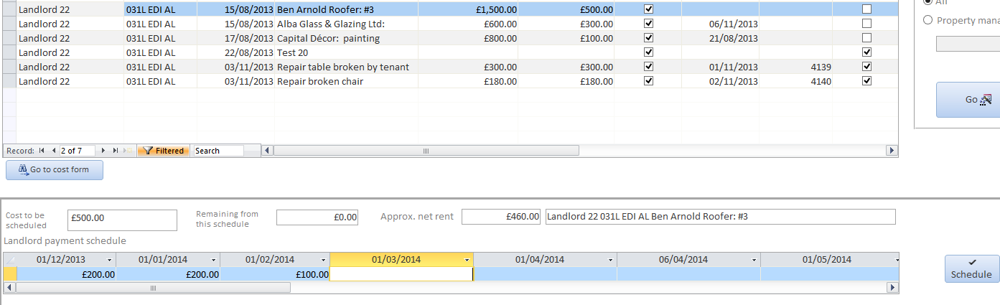 Landlord 22 031L EDI AL 15/08/2013 Ben Arnold Roofer: #3 £1,500.00 £500.00
All
Landlord 22 031L EDI AL 15/08/2013 Alba Glass & Glazing Ltd: £600.00 £300.00 06/11/2013
Property mana
Landlord 22 031L EDI AL 17/08/2013 Capital Décor: painting £800.00 £100.00 21/08/2013
Landlord 22 031L EDI AL 22/08/2013 Test 20
Landlord 22 031L EDI AL 03/11/2013 Repair table broken by tenant £300.00 £300.00 01/11/2013 4139
Landlord 22 031L EDI AL 03/11/2013 Repair broken chair £180.00 £180.00 02/11/2013 4140
Go
Record: 2 of 7 Filtered Search
Go to cost form
Cost to be scheduled £500.00 Remaining from this schedule £0.00 Approx. net rent £460.00 Landlord 22 031L EDI AL Ben Arnold Roofer: #3
Landlord payment schedule
01/12/2013 01/01/2014 01/02/2014 01/03/2014 01/04/2014 06/04/2014 01/05/2014
£200.00 £200.00 £100.00
Schedule